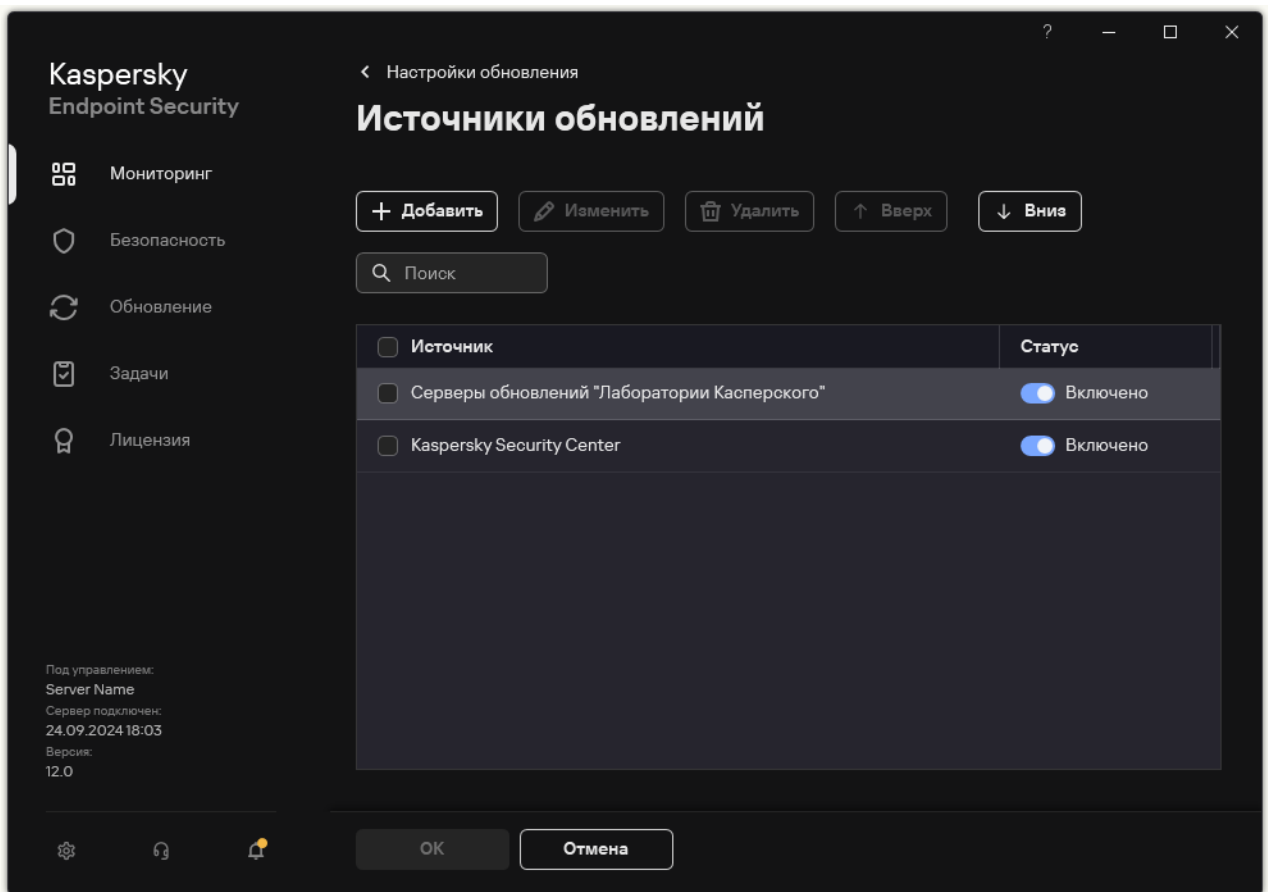 ?
Kaspersky
Endpoint Security
Мониторинг
Безопасность
Обновление
Задачи
Лицензия
Под управлением:
Server Name
Сервер подключен:
24.09.2024 18:03
Версия:
12.0
Настройки обновления
Источники обновлений
Добавить Изменить Удалить Вверх Вниз
Поиск
Источник Статус
Серверы обновлений "Лаборатории Касперского" Включено
Kaspersky Security Center Включено
ОК Отмена